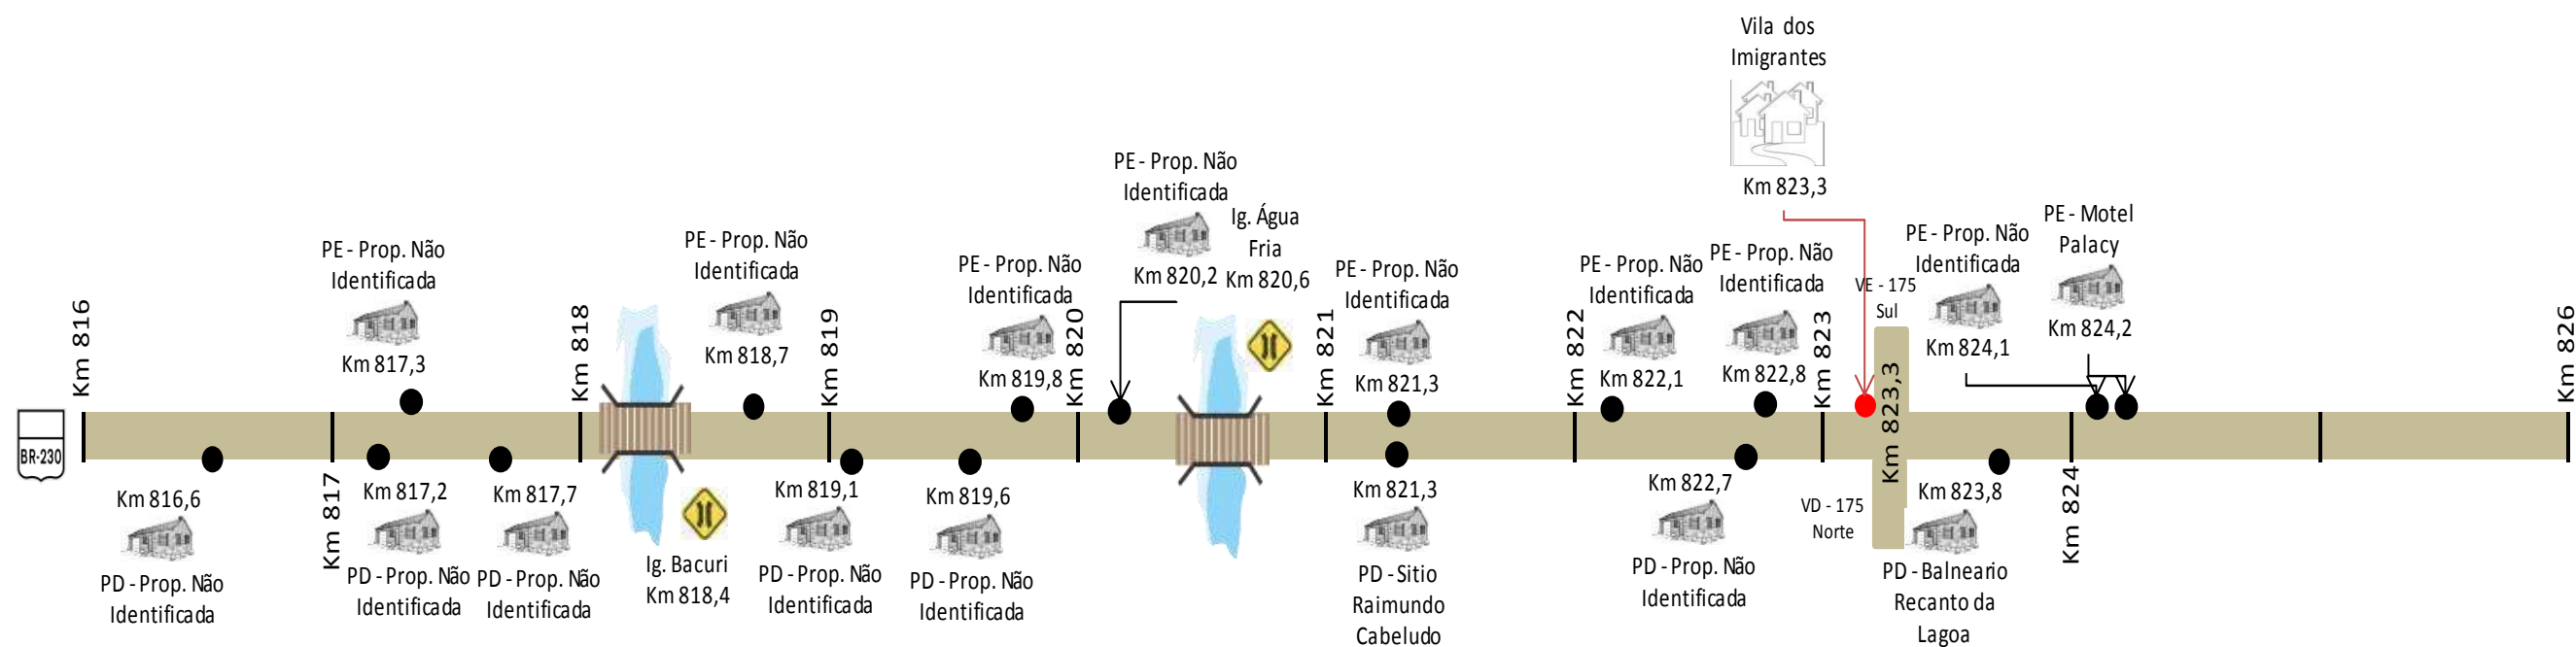 Vila dos
Imigrantes
Km 823,3
PE - Prop. Não
Identificada
Km 820,2
Ig. Água
Fria
Km 820,6
PE - Motel
Palacy
Km 824,2
PE - Prop. Não
Identificada
Km 817,3
PE - Prop. Não
Identificada
Km 818,7
PE - Prop. Não
Identificada
Km 819,8
PE - Prop. Não
Identificada
Km 821,3
PE - Prop. Não
Identificada
Km 822,1
PE - Prop. Não
Identificada
Km 822,8
PE - Prop. Não
Identificada
Km 824,1
VE - 175
Sul
Km 816
Km 818
Km 819
Km 820
Km 821
Km 822
Km 823
Km 823,3
Km 826
BR-230
Km 817
Km 824
Km 816,6
PD - Prop. Não
Identificada
Km 817,2
PD - Prop. Não
Identificada
Km 817,7
PD - Prop. Não
Identificada
Ig. Bacuri
Km 818,4
Km 819,1
PD - Prop. Não
Identificada
Km 819,6
PD - Prop. Não
Identificada
Km 821,3
PD - Sitio
Raimundo
Cabeludo
Km 822,7
PD - Prop. Não
Identificada
VD - 175
Norte
Km 823,8
PD - Balneario
Recanto da
Lagoa